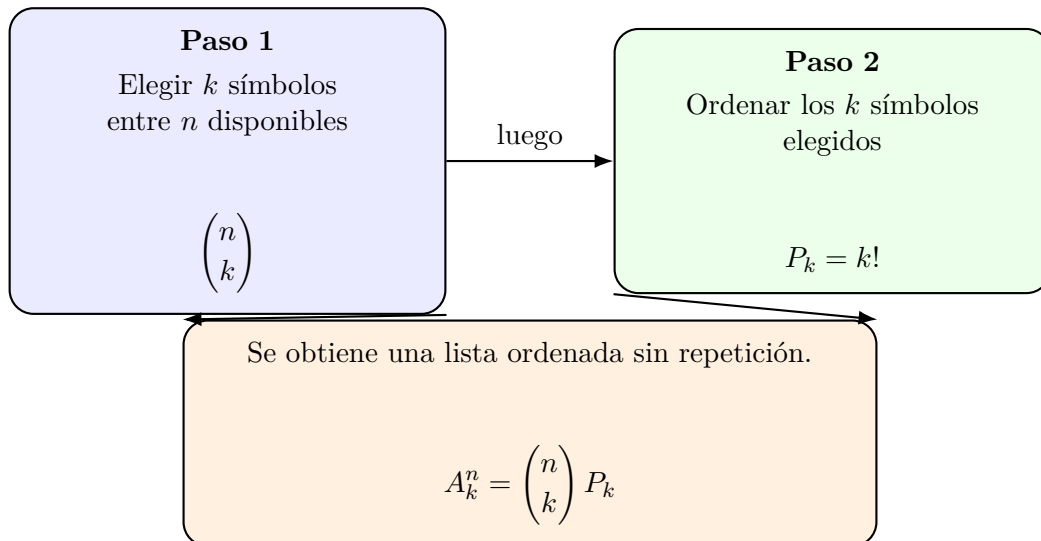 Paso 1
Elegir k símbolos
entre n disponibles
(n
k)
luego
Paso 2
Ordenar los k símbolos
elegidos
P_k = k!
Se obtiene una lista ordenada sin repetición.
A_k^n = (n
k) P_k